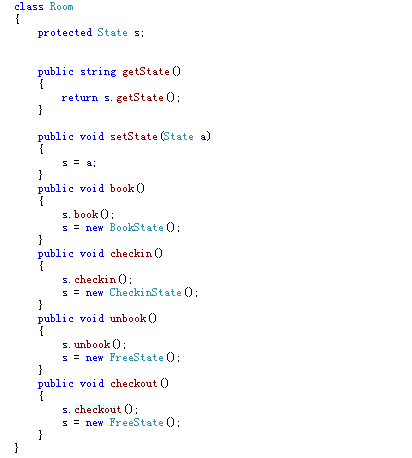 class Room
{
    protected State s;


    public string getState()
    {
        return s.getState();
    }

    public void setState(State a)
    {
        s = a;
    }
    public void book()
    {
        s.book();
        s = new BookState();
    }
    public void checkin()
    {
        s.checkin();
        s = new CheckinState();
    }
    public void unbook()
    {
        s.unbook();
        s = new FreeState();
    }
    public void checkout()
    {
        s.checkout();
        s = new FreeState();
    }
}